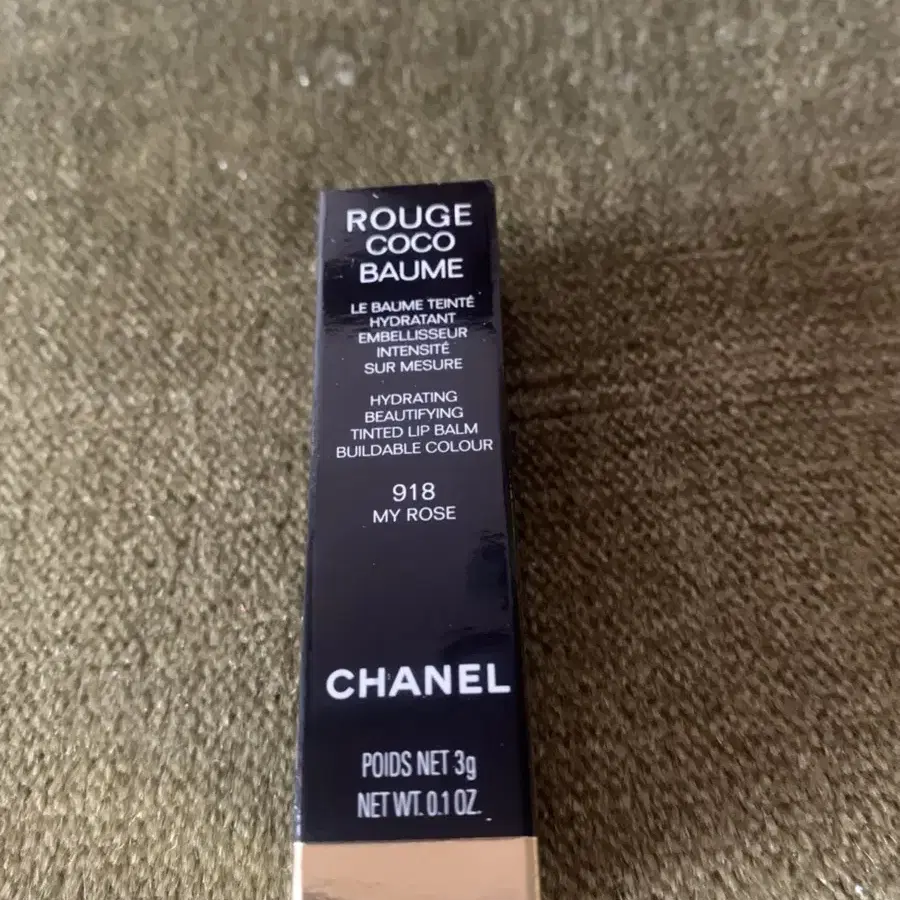 ROUGE
COCO
BAUME
LE BAUME TEINTÉ
HYDRATANT
EMBELLISSEUR
INTENSITÉ
SUR MESURE
HYDRATING
BEAUTIFYING
TINTED LIP BALM
BUILDABLE COLOUR
918
MY ROSE
CHANEL
POIDS NET 3g
NET WT. 0.1 OZ.